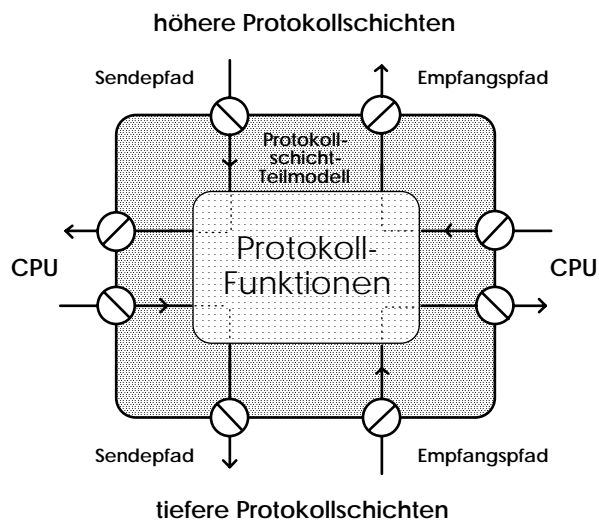 höhere Protokollschichten
Sendepfad
Empfangspfad
Protokoll-
schicht-
Teilmodell
Protokoll-
Funktionen
CPU
CPU
Sendepfad
Empfangspfad
tiefere Protokollschichten